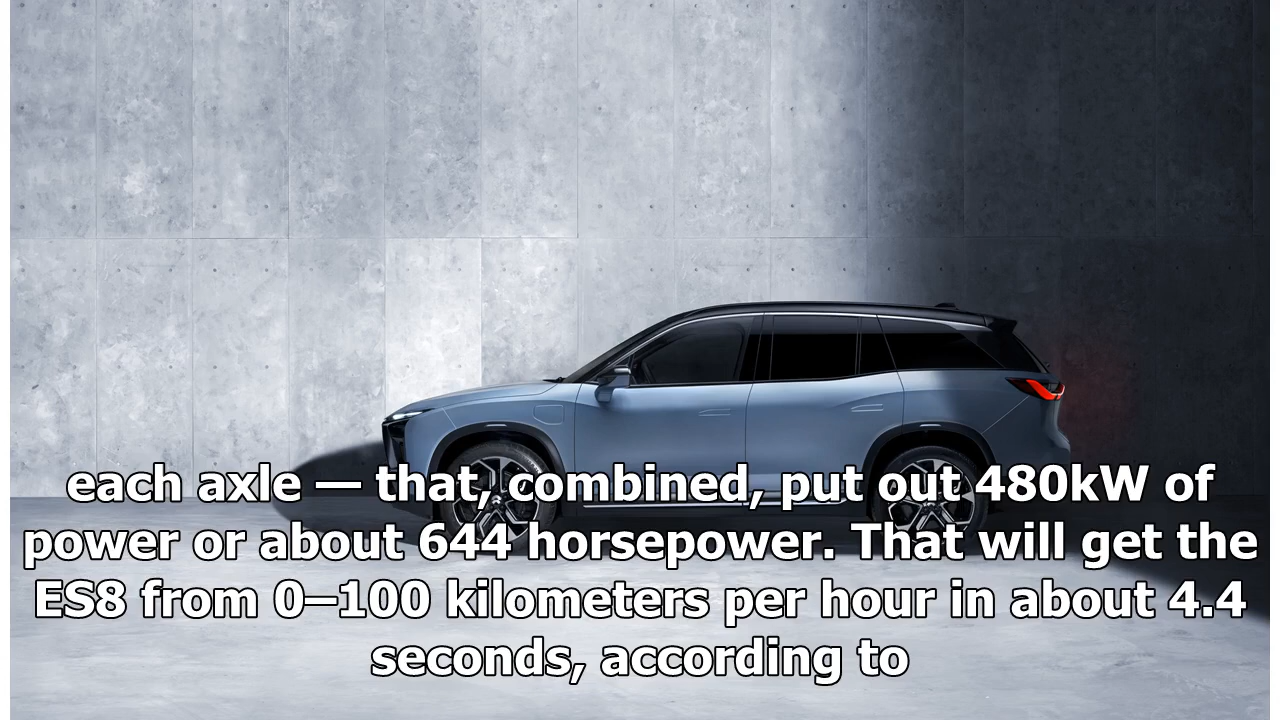 each axle — that, combined, put out 480kW of
power or about 644 horsepower. That will get the
ES8 from 0–100 kilometers per hour in about 4.4
seconds, according to